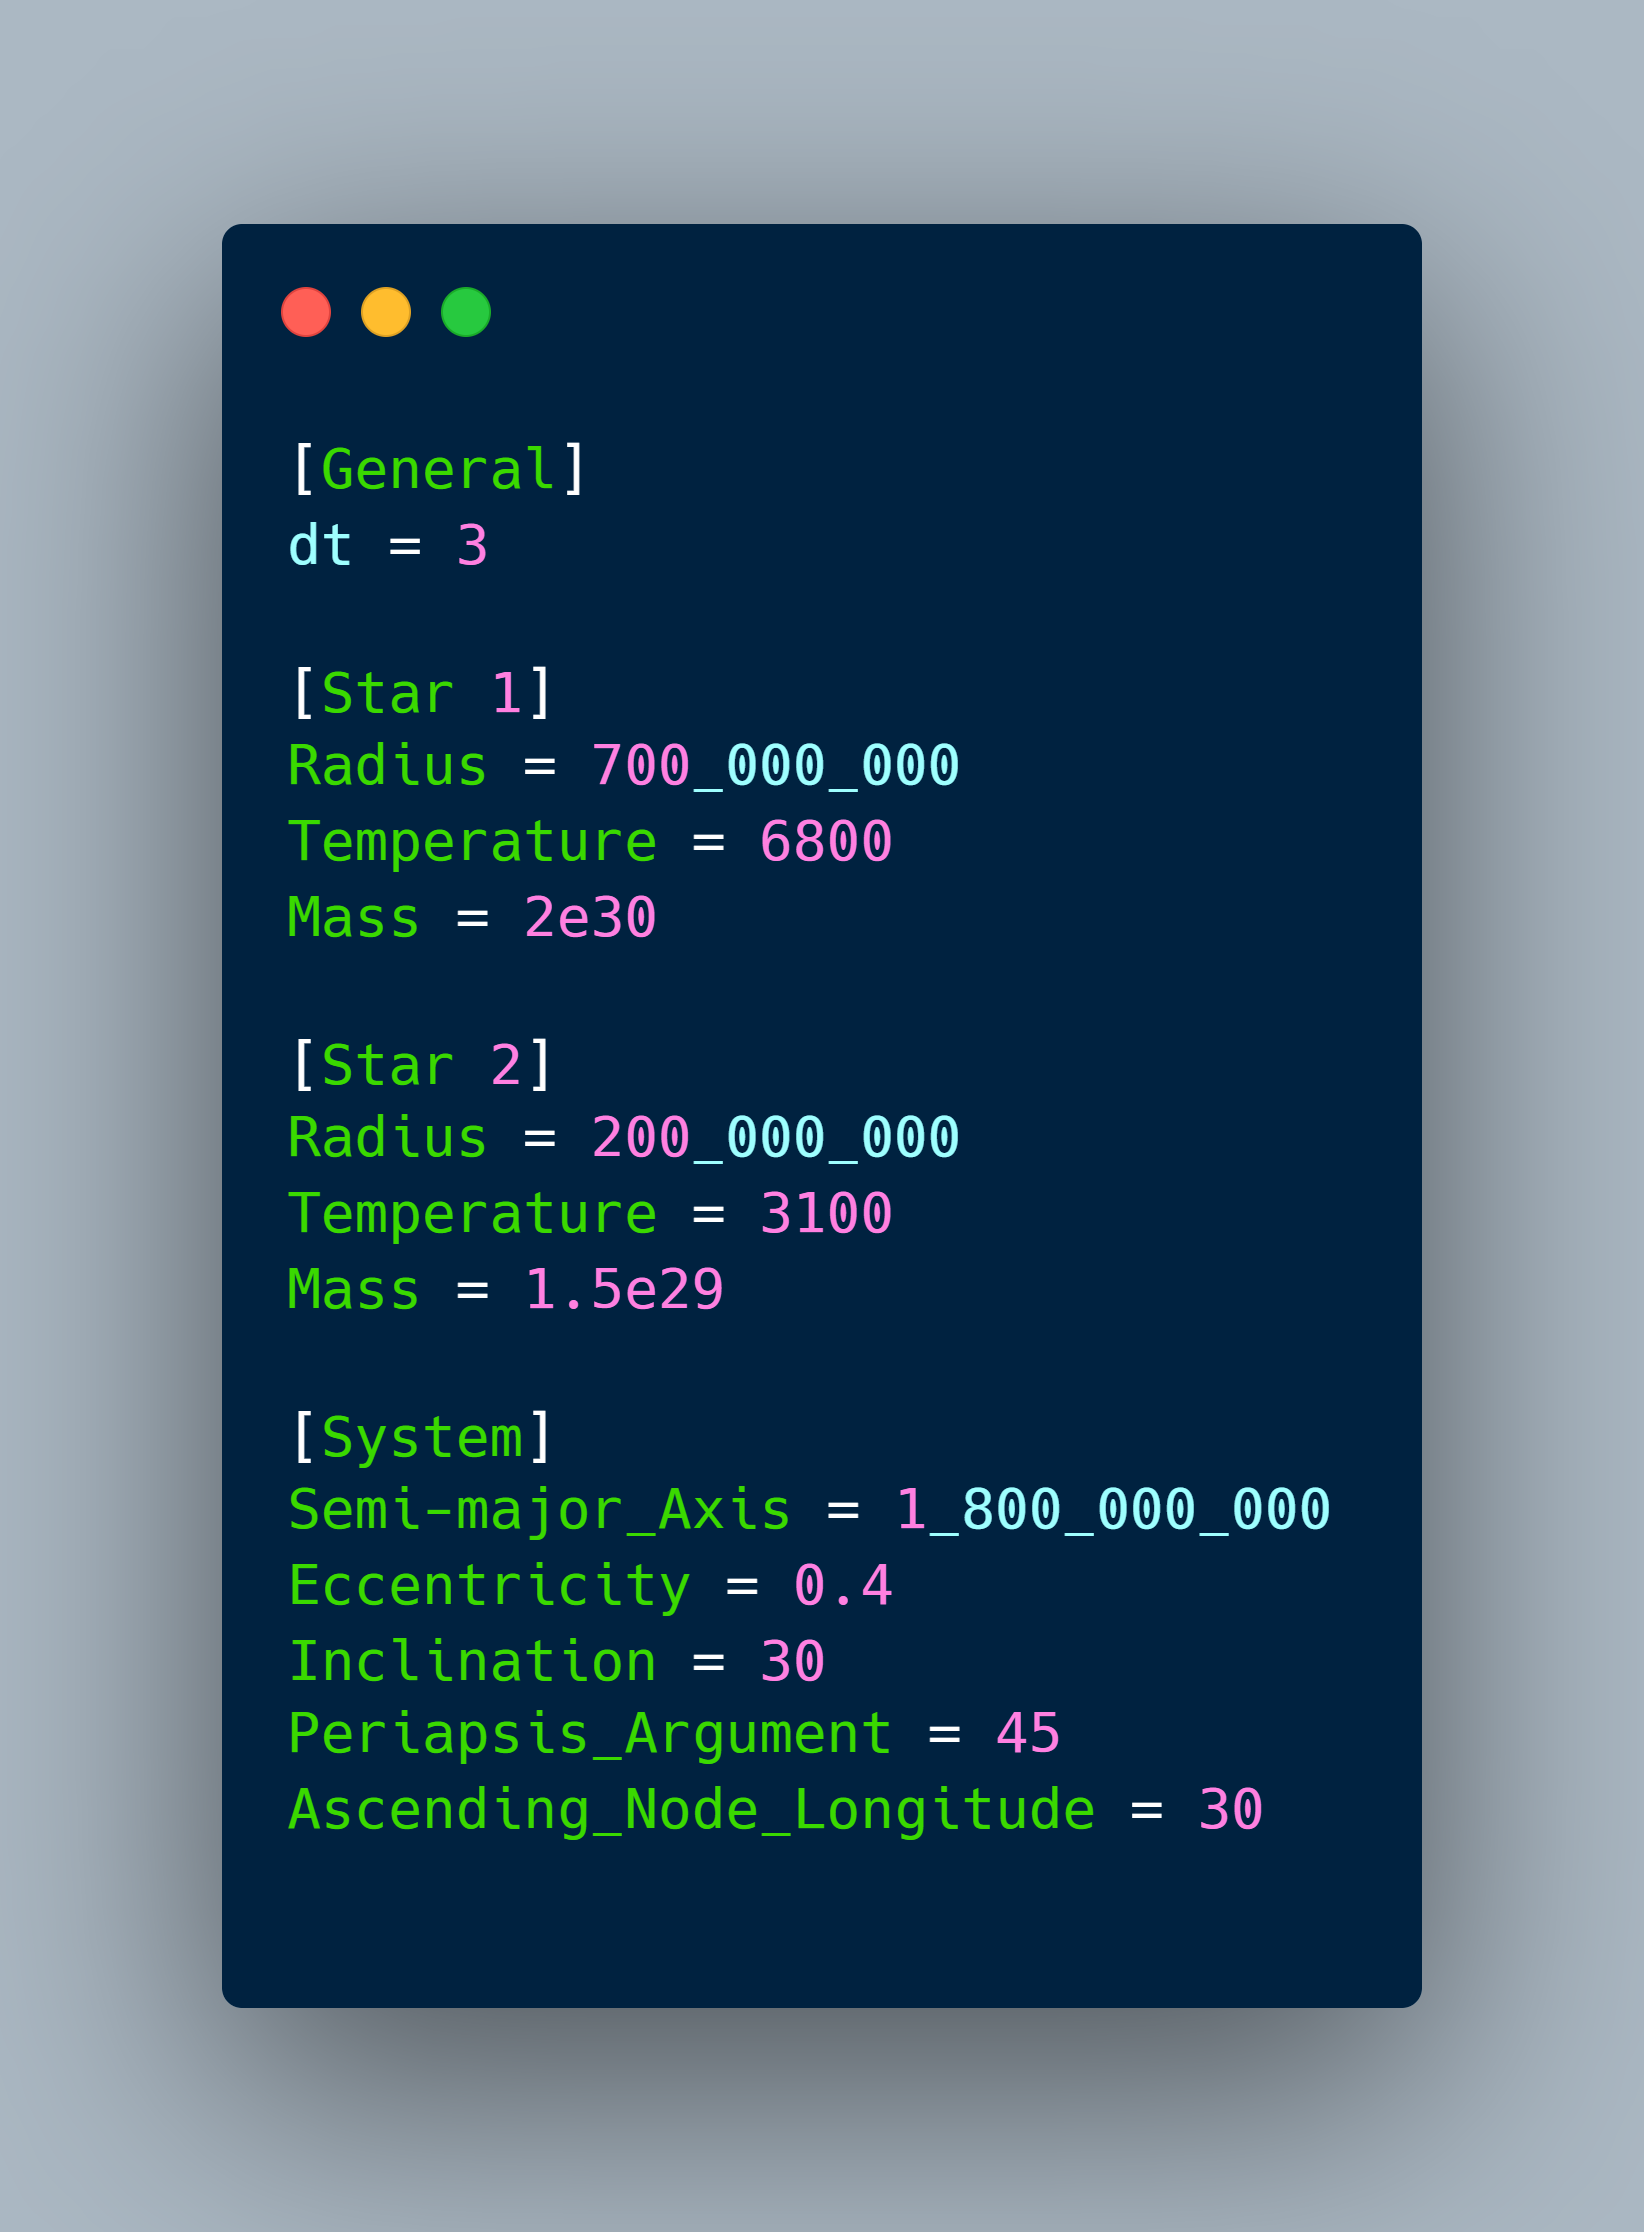 [General]
dt = 3
[Star 1]
Radius = 700_000_000
Temperature = 6800
Mass = 2e30
[Star 2]
Radius = 200_000_000
Temperature = 3100
Mass = 1.5e29
[System]
Semi-major_Axis = 1_800_000_000
Eccentricity = 0.4
Inclination = 30
Periapsis_Argument = 45
Ascending_Node_Longitude = 30